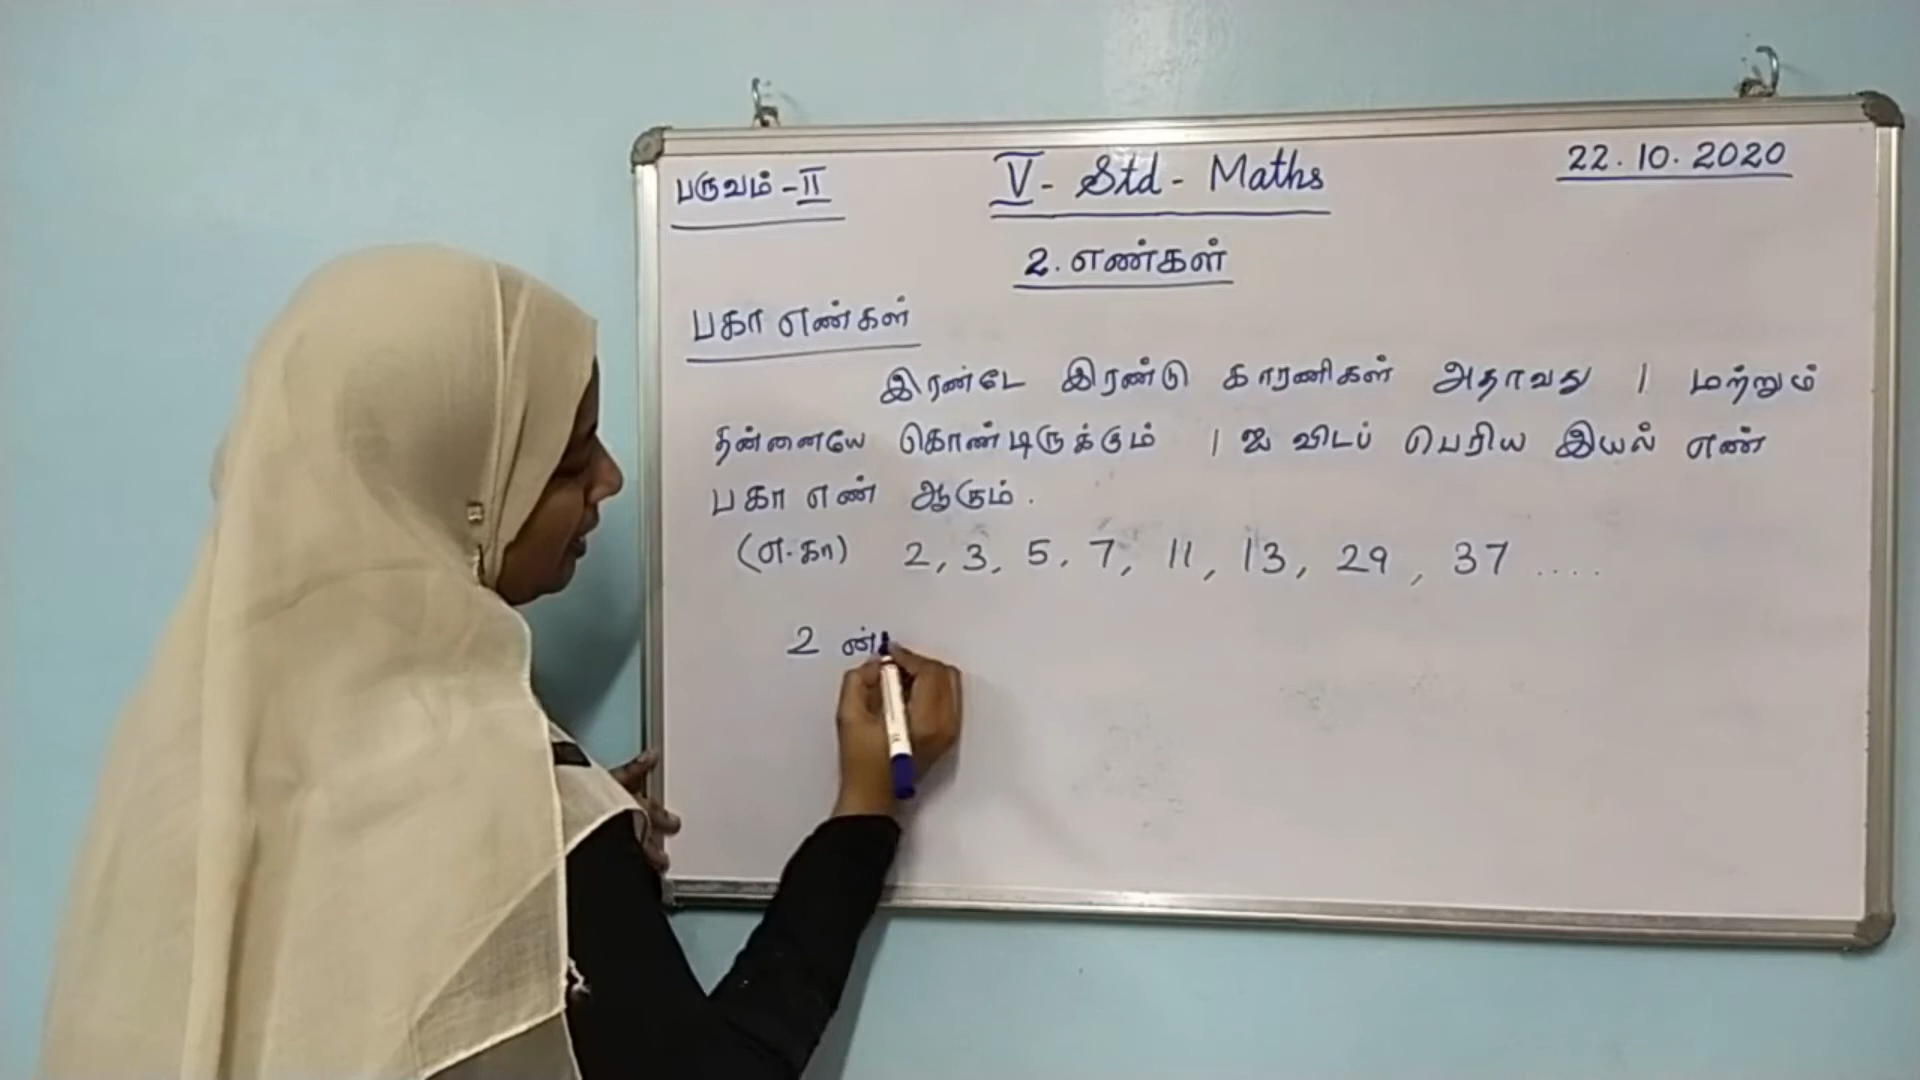 பருவம் - II
V - Std - Maths
22.10.2020
2. எண்கள்
பகா எண்கள்
இரண்டே இரண்டு காரணிகள் அதாவது 1 மற்றும்
தன்னையே கொண்டிருக்கும் 1 ஐ விடப் பெரிய இயல் எண்
பகா எண் ஆகும்.
(எ.கா) 2, 3, 5, 7, 11, 13, 29, 37 ....
2 ன்